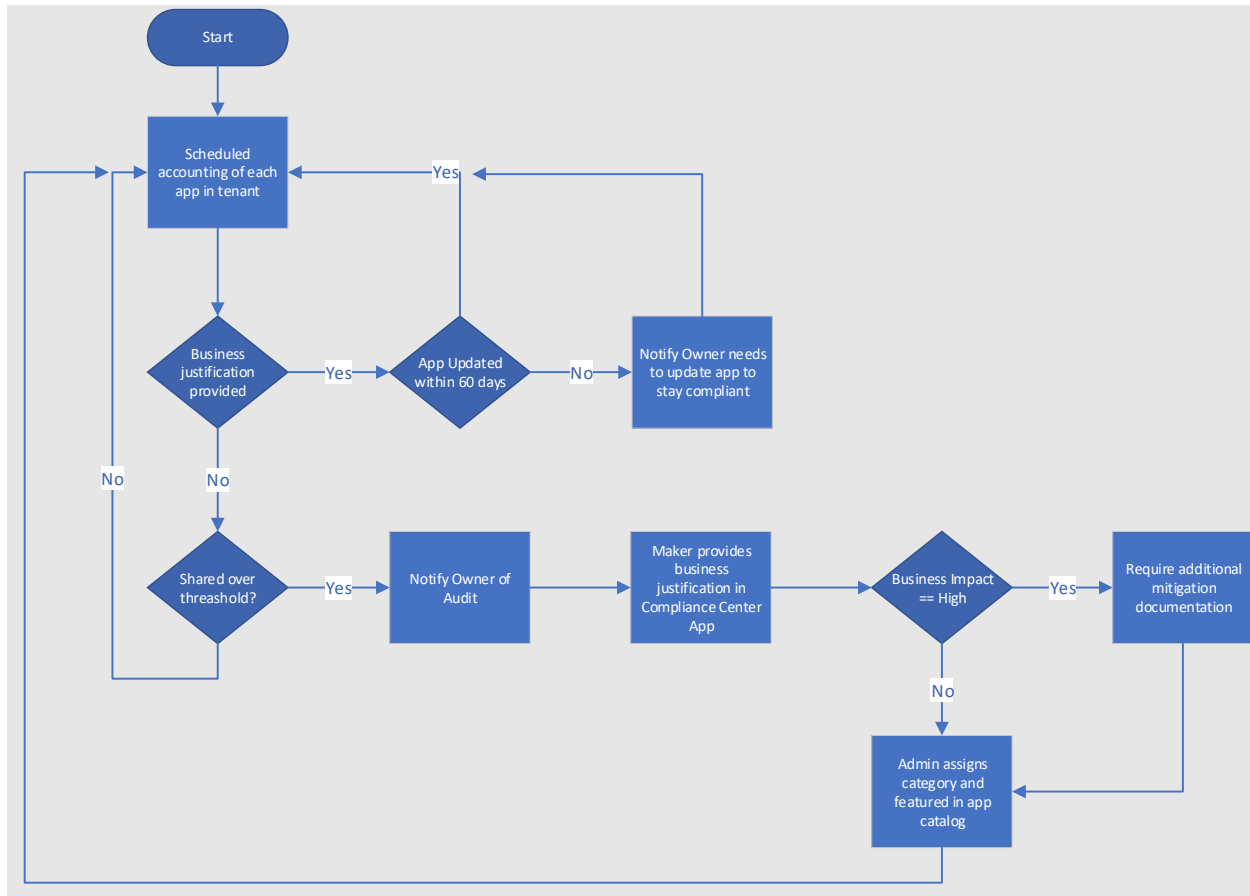 Start
Scheduled
accounting of each
app in tenant
Yes
Business
justification
provided
Yes
App Updated
within 60 days
No
Notify Owner needs
to update app to
stay compliant
No
No
Shared over
threashold?
Yes
Notify Owner of
Audit
Maker provides
business
justification in
Compliance Center
App
Business Impact
== High
Yes
Require additional
mitigation
documentation
No
Admin assigns
category and
featured in app
catalog